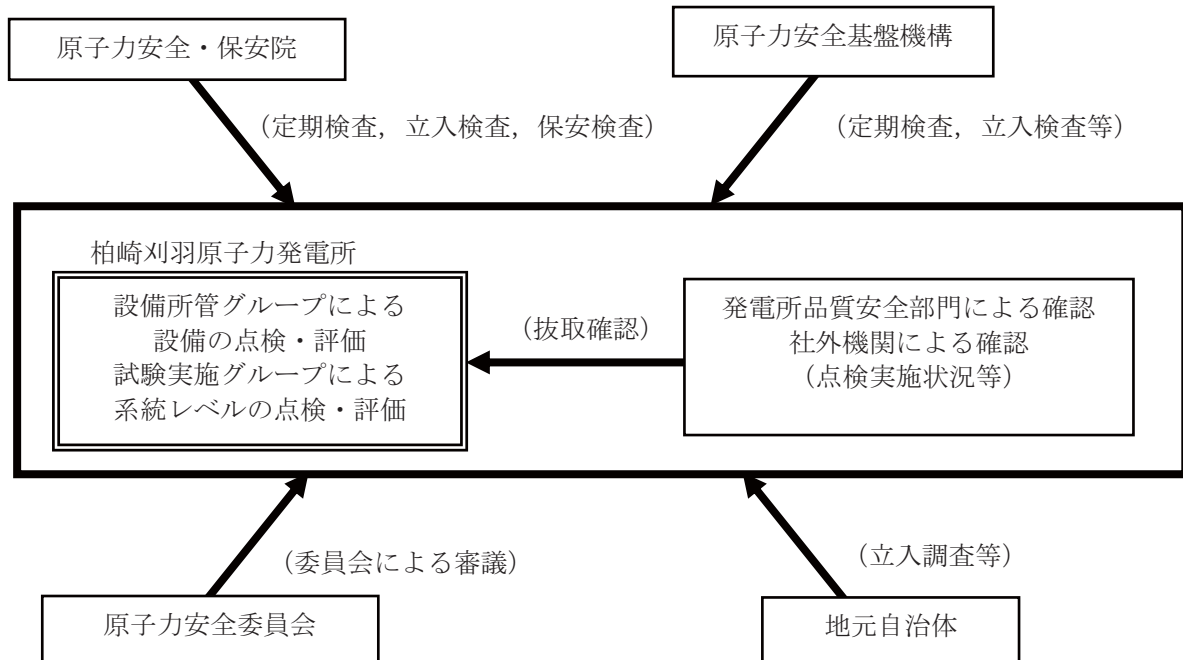 原子力安全・保安院
原子力安全基盤機構
（定期検査，立入検査，保安検査）
（定期検査，立入検査等）
柏崎刈羽原子力発電所
設備所管グループによる
設備の点検・評価
試験実施グループによる
系統レベルの点検・評価
（抜取確認）
発電所品質安全部門による確認
社外機関による確認
（点検実施状況等）
（委員会による審議）
（立入調査等）
原子力安全委員会
地元自治体